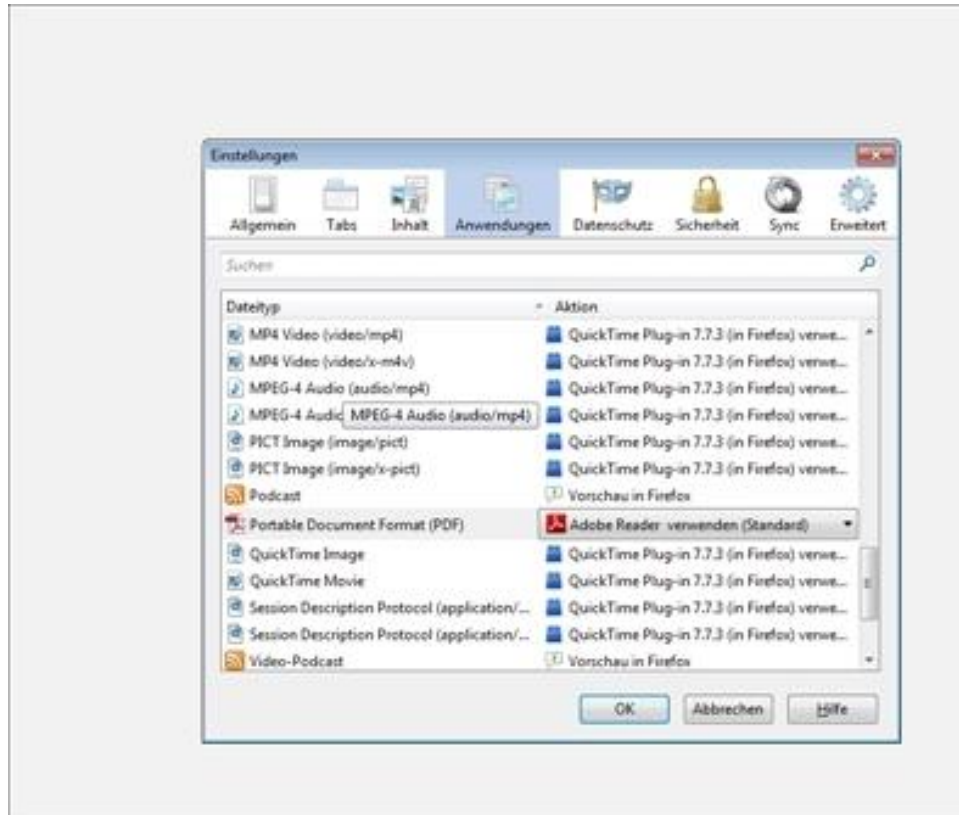 Einstellungen
Allgemein Tabs Inhalt Anwendungen Datenschutz Sicherheit Sync Erweitert
Suchen
Dateityp Aktion
MP4 Video (video/mp4) QuickTime Plug-in 7.7.3 (in Firefox) verwe...
MP4 Video (video/x-m4v) QuickTime Plug-in 7.7.3 (in Firefox) verwe...
MPEG-4 Audio (audio/mp4) QuickTime Plug-in 7.7.3 (in Firefox) verwe...
MPEG-4 Audic MPEG-4 Audio (audio/mp4) QuickTime Plug-in 7.7.3 (in Firefox) verwe...
PICT Image (image/pict) QuickTime Plug-in 7.7.3 (in Firefox) verwe...
PICT Image (image/x-pict) QuickTime Plug-in 7.7.3 (in Firefox) verwe...
Podcast Vorschau in Firefox
Portable Document Format (PDF) Adobe Reader verwenden (Standard)
QuickTime Image QuickTime Plug-in 7.7.3 (in Firefox) verwe...
QuickTime Movie QuickTime Plug-in 7.7.3 (in Firefox) verwe...
Session Description Protocol (application/... QuickTime Plug-in 7.7.3 (in Firefox) verwe...
Session Description Protocol (application/... QuickTime Plug-in 7.7.3 (in Firefox) verwe...
Video-Podcast Vorschau in Firefox
OK Abbrechen Hilfe